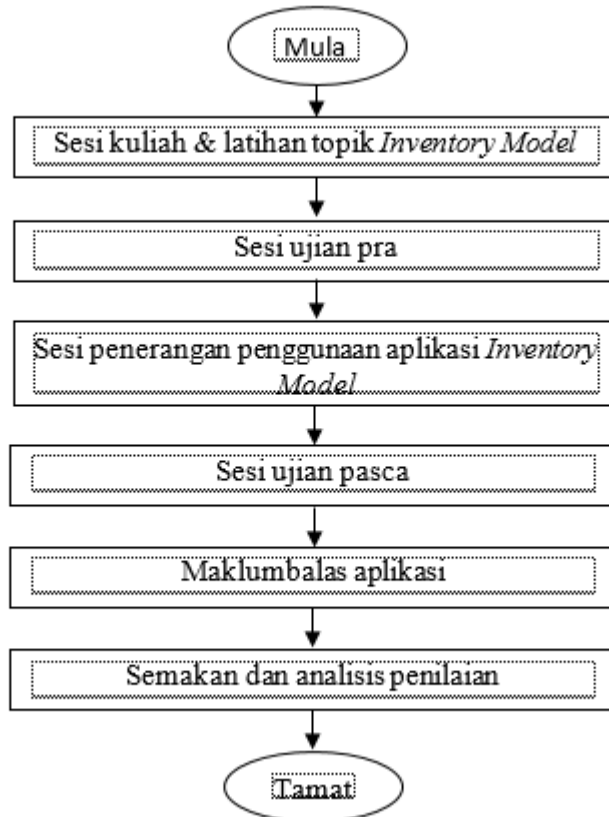 Mula
Sesi kuliah & latihan topik Inventory Model
Sesi ujian pra
Sesi penerangan penggunaan aplikasi Inventory
Model
Sesi ujian pasca
Maklumbalas aplikasi
Semakan dan analisis penilaian
Tamat